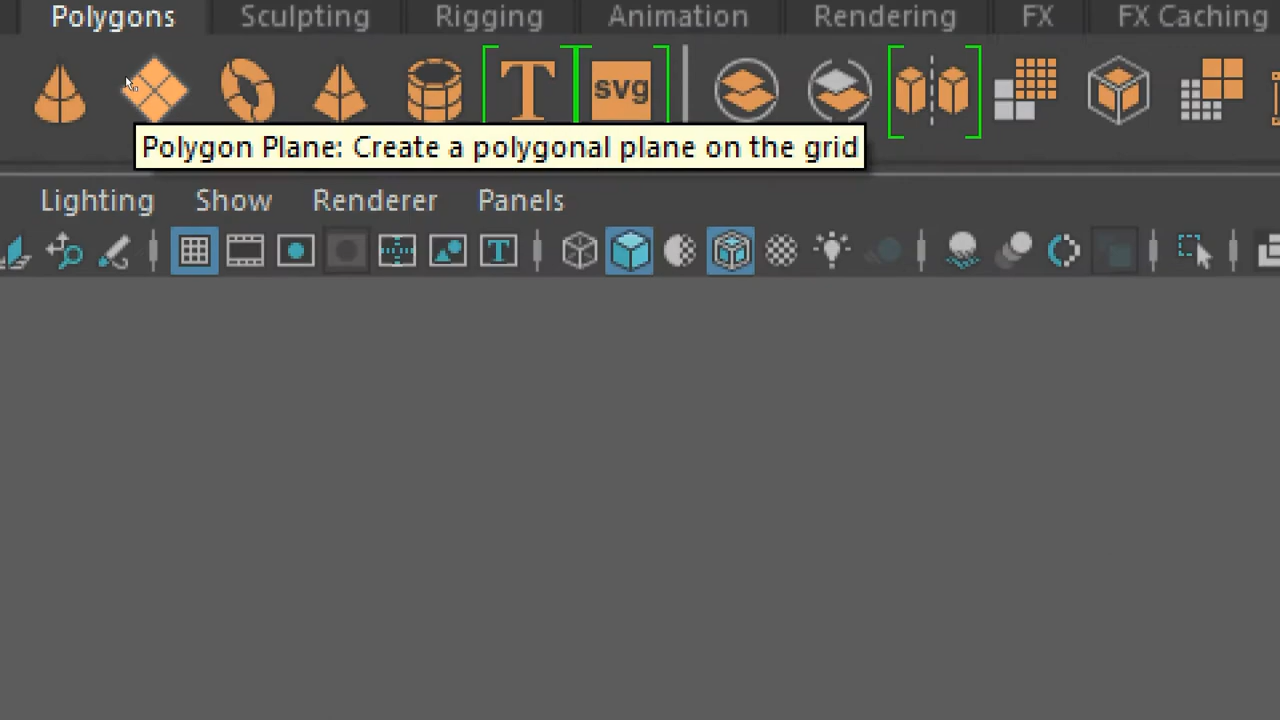 Polygons Sculpting Rigging Animation Rendering FX FX Caching
T svg
Polygon Plane: Create a polygonal plane on the grid
Lighting Show Renderer Panels
T